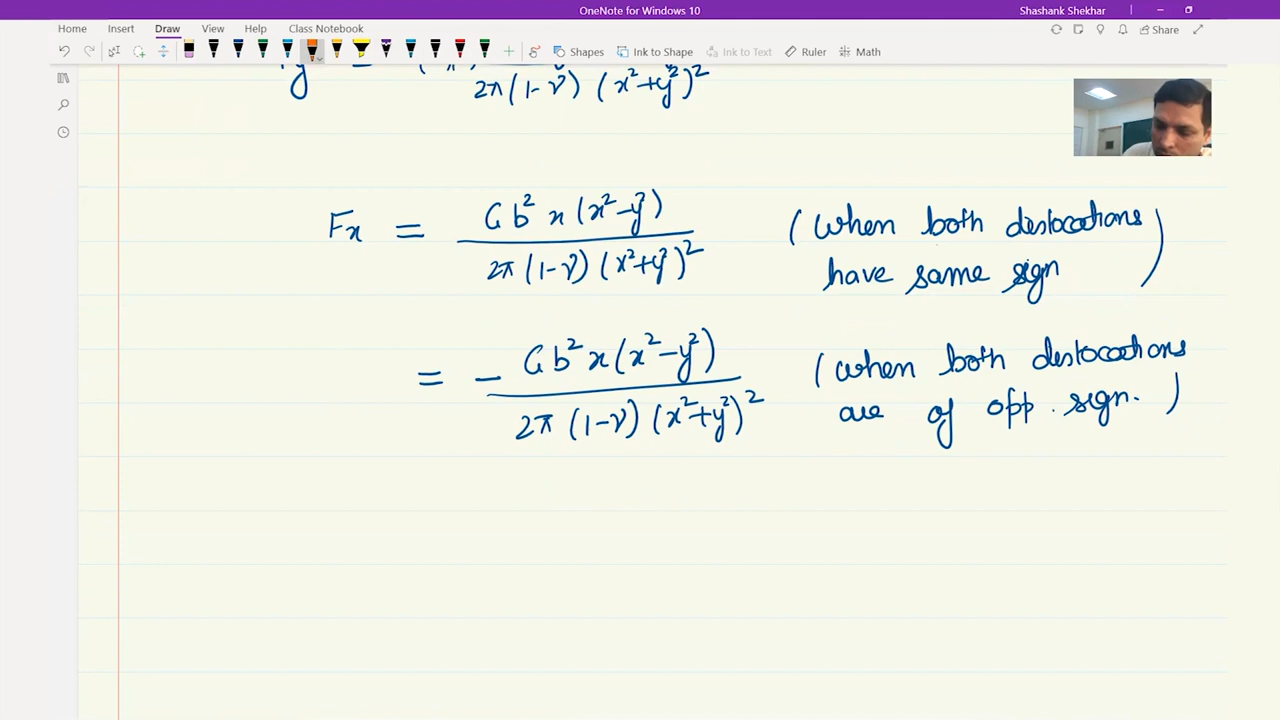 OneNote for Windows 10
Shashank Shekhar
Home Insert Draw View Help Class Notebook
Share
Shapes Ink to Shape Ink to Text Ruler Math
2π(1-ν) (x²+y²)²
Fx = Gb² x (x²-y²) / 2π (1-ν) (x²+y²)² (When both dislocations
have same sign)
= - Gb² x (x²-y²) / 2π (1-ν) (x²+y²)² (when both dislocations
are of opp. sign.)